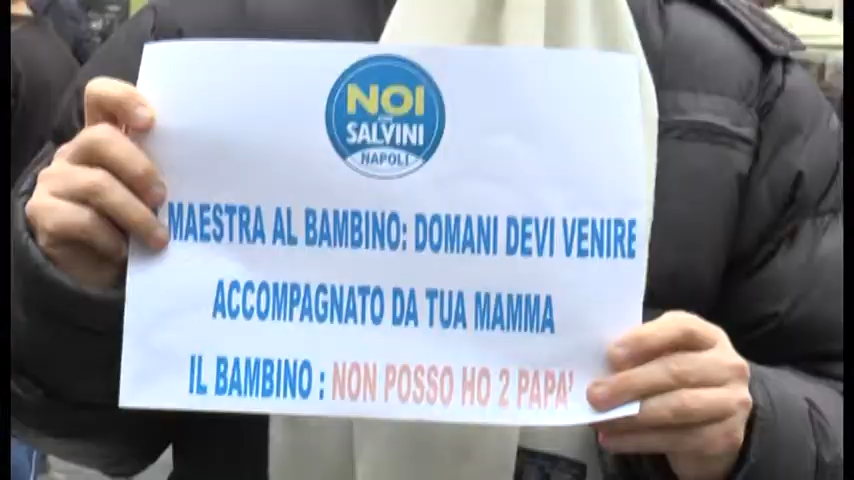 NOI
CON
SALVINI
NAPOLI
MAESTRA AL BAMBINO: DOMANI DEVI VENIRE
ACCOMPAGNATO DA TUA MAMMA
IL BAMBINO : NON POSSO HO 2 PAPA'